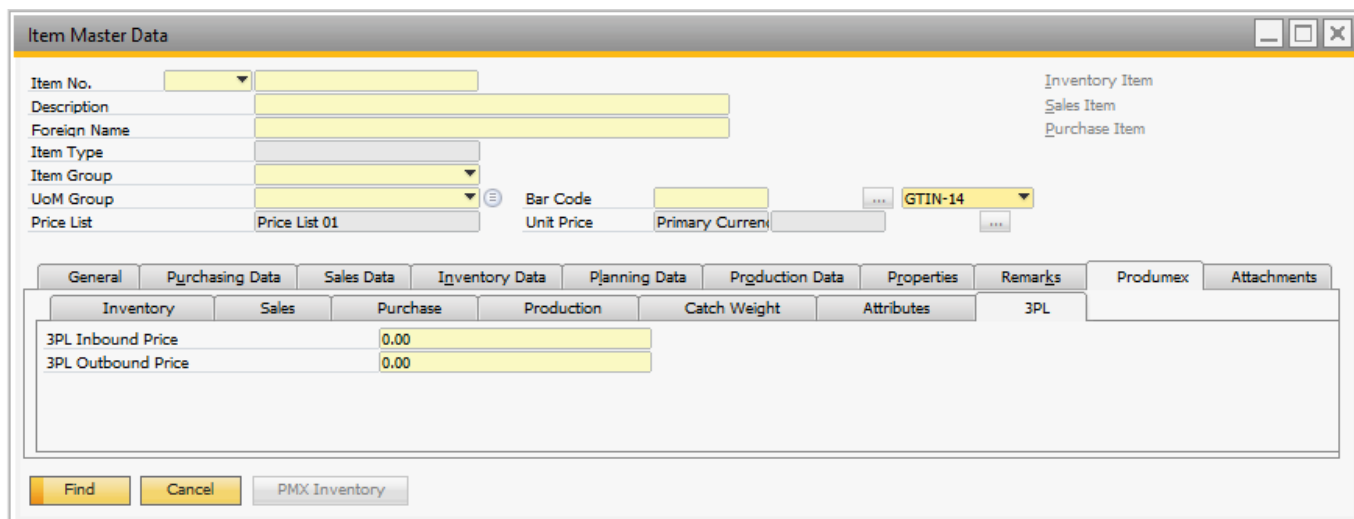 Item Master Data
Item No. Inventory Item
Description Sales Item
Foreign Name Purchase Item
Item Type
Item Group
UoM Group Bar Code ... GTIN-14
Price List Price List 01 Unit Price Primary Curren ...
General Purchasing Data Sales Data Inventory Data Planning Data Production Data Properties Remarks Produmex Attachments
Inventory Sales Purchase Production Catch Weight Attributes 3PL
3PL Inbound Price 0.00
3PL Outbound Price 0.00
Find Cancel PMX Inventory